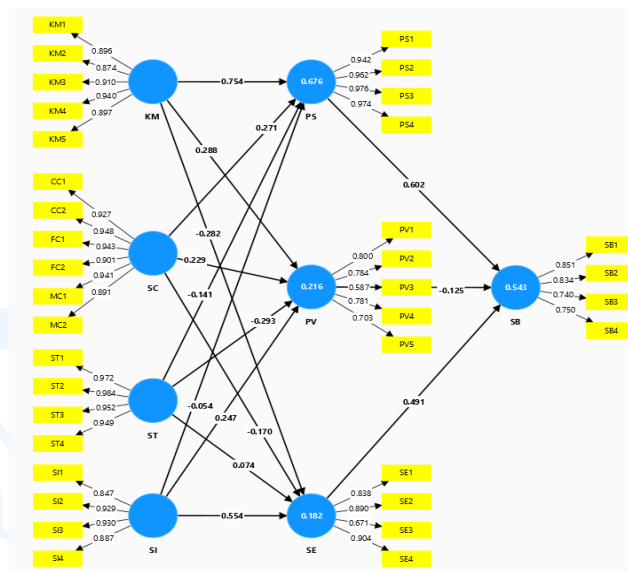 KM1
KM2
KM3
KM4
KM5
0.896
0.874
0.910
0.940
0.897
KM
CC1
CC2
FC1
FC2
MC1
MC2
0.927
0.948
0.943
0.901
0.941
0.891
SC
ST1
ST2
ST3
ST4
0.972
0.984
0.952
0.949
ST
SI1
SI2
SI3
SI4
0.847
0.929
0.930
0.887
SI
0.754
0.271
0.288
-0.282
0.229
-0.141
-0.293
-0.054
0.247
-0.170
0.074
0.554
0.676
PS
0.942
0.962
0.976
0.974
PS1
PS2
PS3
PS4
0.216
PV
0.800
0.784
0.587
0.781
0.703
PV1
PV2
PV3
PV4
PV5
0.182
SE
0.838
0.890
0.671
0.904
SE1
SE2
SE3
SE4
0.602
-0.125
0.491
0.543
SB
0.851
0.834
0.740
0.750
SB1
SB2
SB3
SB4